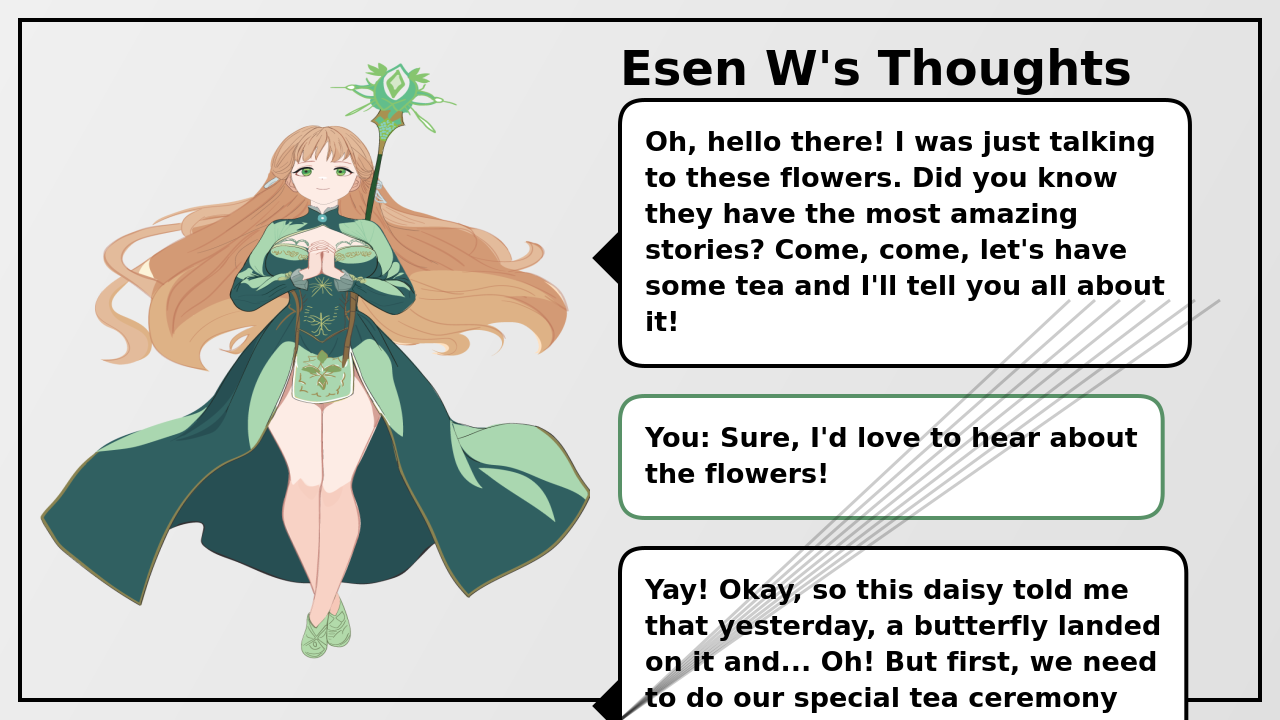 Esen W's Thoughts
Oh, hello there! I was just talking
to these flowers. Did you know
they have the most amazing
stories? Come, come, let's have
some tea and I'll tell you all about
it!
You: Sure, I'd love to hear about
the flowers!
Yay! Okay, so this daisy told me
that yesterday, a butterfly landed
on it and... Oh! But first, we need
to do our special tea ceremony